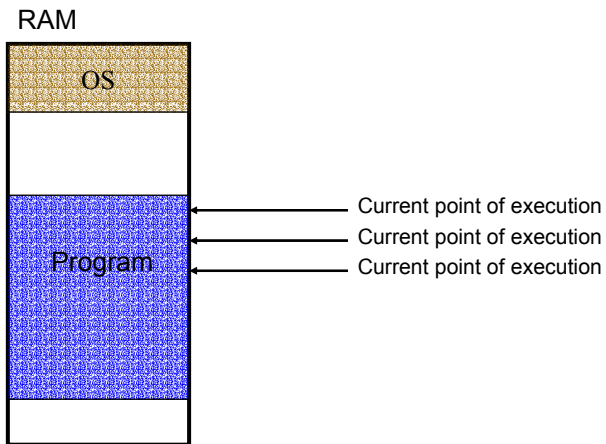 RAM
OS
Current point of execution
Current point of execution
Program
Current point of execution